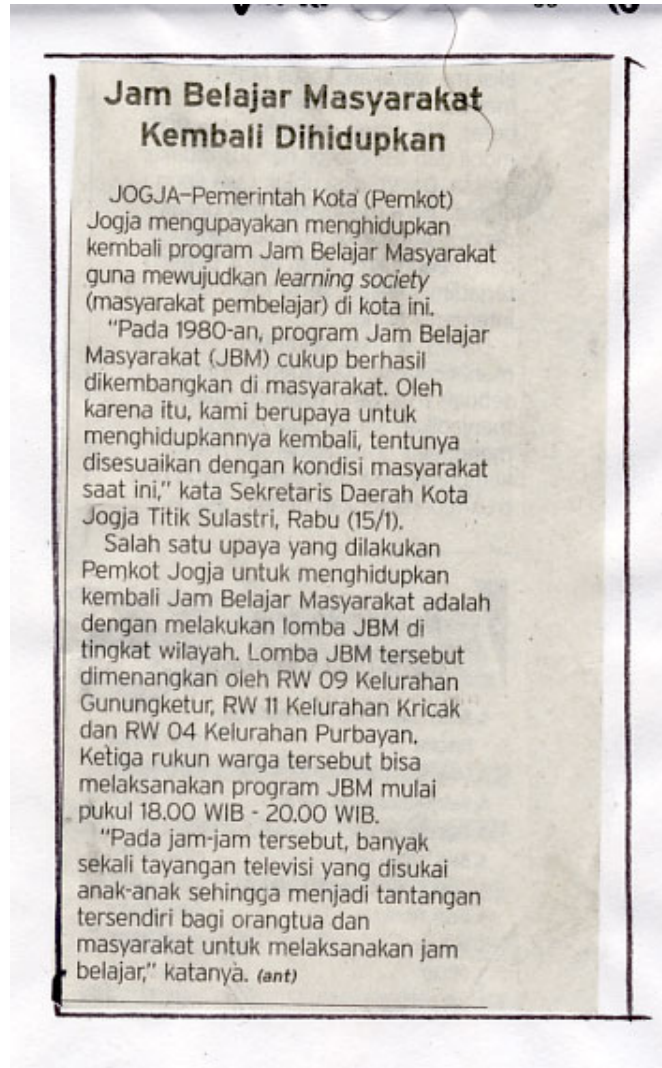 Jam Belajar Masyarakat
Kembali Dihidupkan
JOGJA–Pemerintah Kota (Pemkot)
Jogja mengupayakan menghidupkan
kembali program Jam Belajar Masyarakat
guna mewujudkan learning society
(masyarakat pembelajar) di kota ini.
"Pada 1980-an, program Jam Belajar
Masyarakat (JBM) cukup berhasil
dikembangkan di masyarakat. Oleh
karena itu, kami berupaya untuk
menghidupkannya kembali, tentunya
disesuaikan dengan kondisi masyarakat
saat ini," kata Sekretaris Daerah Kota
Jogja Titik Sulastri, Rabu (15/1).
Salah satu upaya yang dilakukan
Pemkot Jogja untuk menghidupkan
kembali Jam Belajar Masyarakat adalah
dengan melakukan lomba JBM di
tingkat wilayah. Lomba JBM tersebut
dimenangkan oleh RW 09 Kelurahan
Gunungketur, RW 11 Kelurahan Kricak
dan RW 04 Kelurahan Purbayan.
Ketiga rukun warga tersebut bisa
melaksanakan program JBM mulai
pukul 18.00 WIB - 20.00 WIB.
"Pada jam-jam tersebut, banyak
sekali tayangan televisi yang disukai
anak-anak sehingga menjadi tantangan
tersendiri bagi orangtua dan
masyarakat untuk melaksanakan jam
belajar," katanya. (ant)